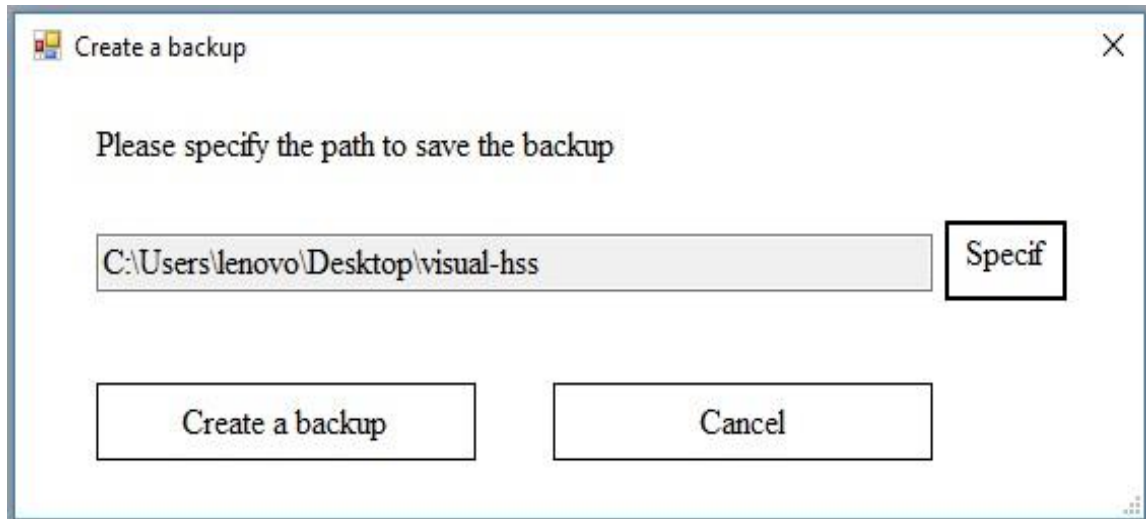 Create a backup
Please specify the path to save the backup
C:\Users\lenovo\Desktop\visual-hss
Specif
Create a backup
Cancel